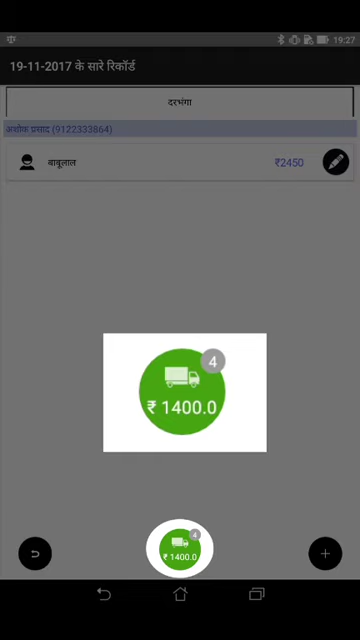 19:27
19-11-2017 के सारे रिकॉर्ड
दरभंगा
अशोक प्रसाद (9122333864)
बाबूलाल ₹2450
4
₹ 1400.0
4
₹ 1400.0